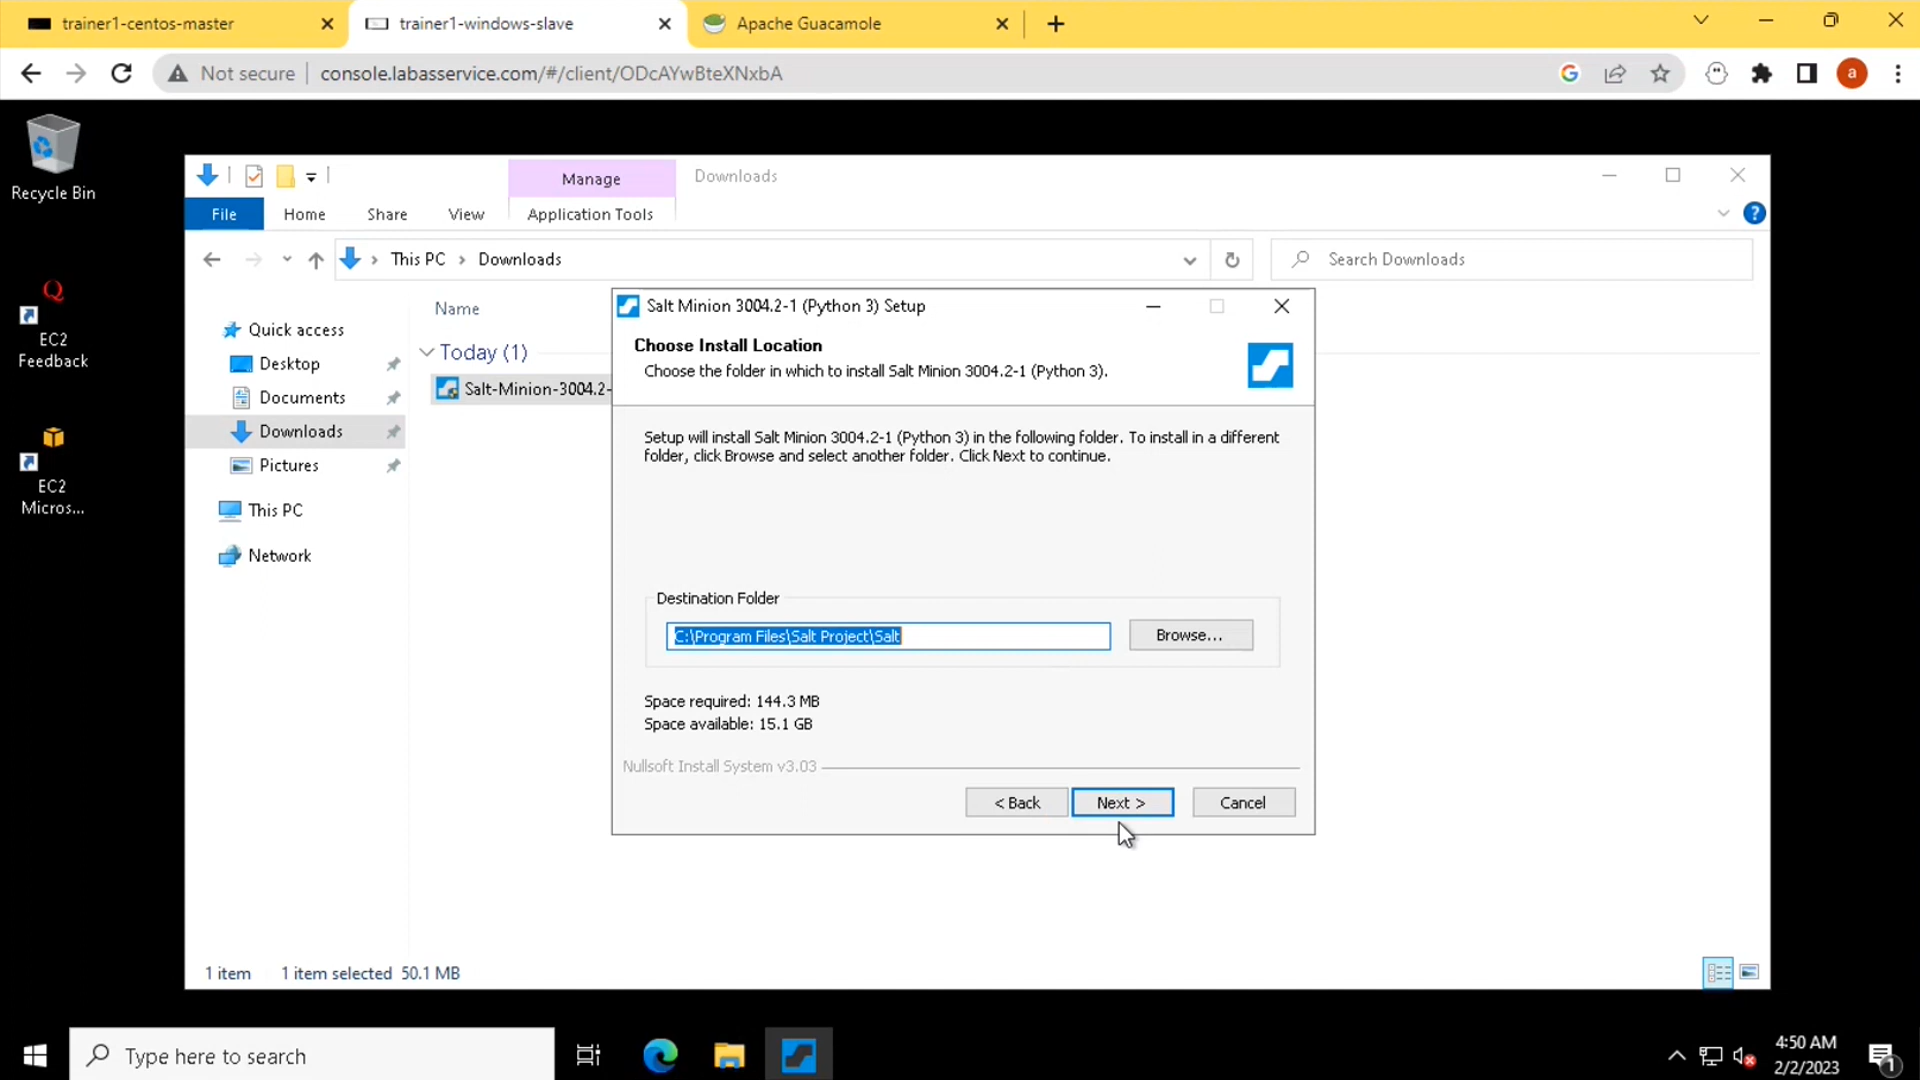 trainer1-centos-master
trainer1-windows-slave
Apache Guacamole
Not secure
console.labasservice.com/#/client/ODcAYwBteXNxbA
a
Recycle Bin
EC2
Feedback
EC2
Micros...
Manage
Downloads
File
Home
Share
View
Application Tools
?
This PC
Downloads
Search Downloads
Quick access
Desktop
Documents
Downloads
Pictures
This PC
Network
Name
Today (1)
Salt-Minion-3004.2-
Salt Minion 3004.2-1 (Python 3) Setup
Choose Install Location
Choose the folder in which to install Salt Minion 3004.2-1 (Python 3).
Setup will install Salt Minion 3004.2-1 (Python 3) in the following folder. To install in a different
folder, click Browse and select another folder. Click Next to continue.
Destination Folder
C:\Program Files\Salt Project\Salt
Browse...
Space required: 144.3 MB
Space available: 15.1 GB
Nullsoft Install System v3.03
< Back
Next >
Cancel
1 item
1 item selected 50.1 MB
Type here to search
4:50 AM
2/2/2023
1